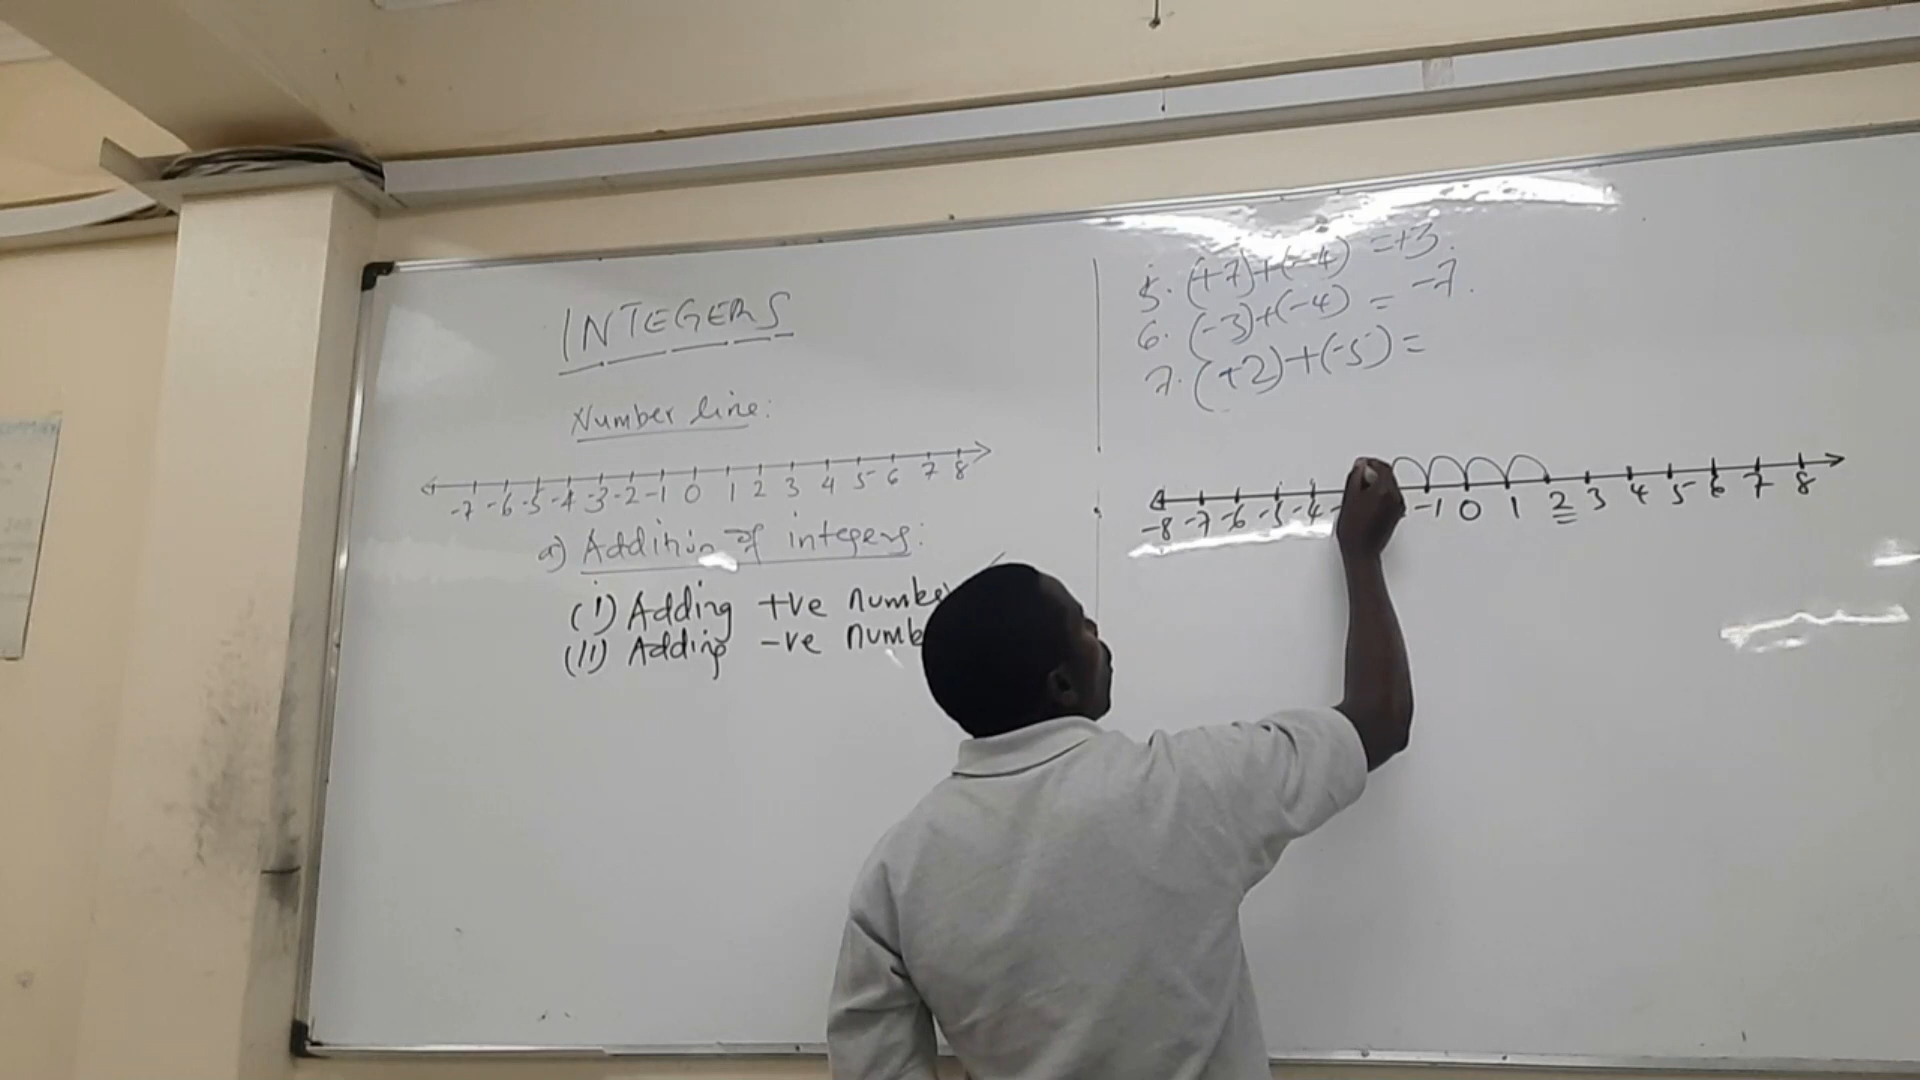 INTEGERS
Number line:
-7 -6 -5 -4 -3 -2 -1 0 1 2 3 4 5 6 7 8
a) Addition of integers:
(i) Adding +ve number
(ii) Adding -ve numb
5. (+7)+(-4) = +3.
6. (-3)+(-4) = -7.
7. (+2)+(-5) =
-8 -7 -6 -5 -4 -1 0 1 2 3 4 5 6 7 8